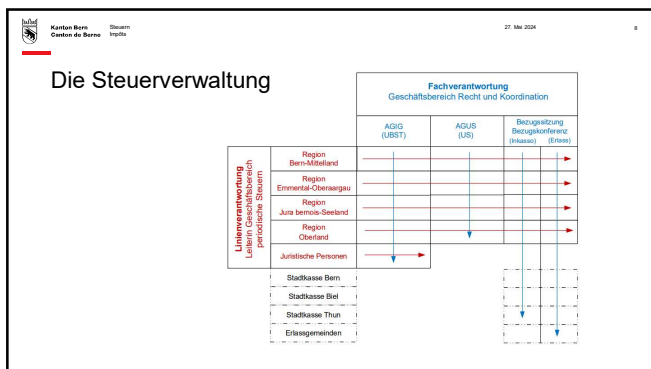 Kanton Bern
Canton de Berne
Steuern
Impôts
27. Mai 2024
8
Die Steuerverwaltung
Fachverantwortung
Geschäftsbereich Recht und Koordination
AGIG
(UBST)
AGUS
(US)
Bezugssitzung
Bezugskonferenz
(Inkasso) (Erlass)
Linienverantwortung
Leiterin Geschäftsbereich
periodische Steuern
Region
Bern-Mittelland
Region
Emmental-Oberaargau
Region
Jura bernois-Seeland
Region
Oberland
Juristische Personen
Stadtkasse Bern
Stadtkasse Biel
Stadtkasse Thun
Erlassgemeinden